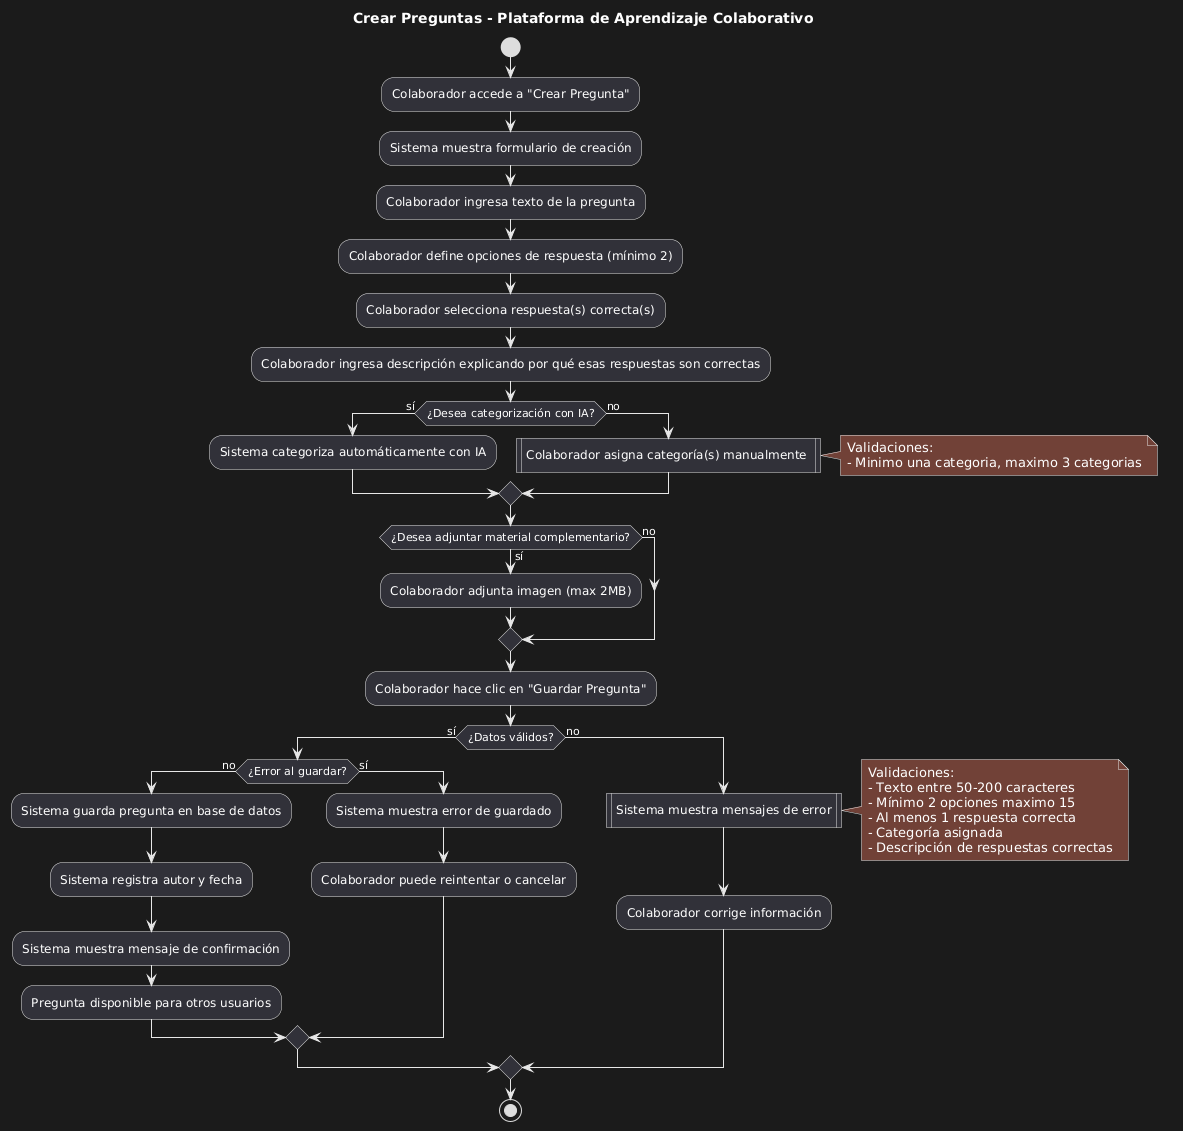 Crear Preguntas - Plataforma de Aprendizaje Colaborativo
Colaborador accede a "Crear Pregunta"
Sistema muestra formulario de creación
Colaborador ingresa texto de la pregunta
Colaborador define opciones de respuesta (mínimo 2)
Colaborador selecciona respuesta(s) correcta(s)
Colaborador ingresa descripción explicando por qué esas respuestas son correctas
¿Desea categorización con IA?
sí
no
Sistema categoriza automáticamente con IA
Colaborador asigna categoría(s) manualmente
Validaciones:
- Minimo una categoria, maximo 3 categorias
¿Desea adjuntar material complementario?
no
sí
Colaborador adjunta imagen (max 2MB)
Colaborador hace clic en "Guardar Pregunta"
¿Datos válidos?
sí
no
¿Error al guardar?
no
sí
Sistema guarda pregunta en base de datos
Sistema muestra error de guardado
Sistema muestra mensajes de error
Validaciones:
- Texto entre 50-200 caracteres
- Mínimo 2 opciones maximo 15
- Al menos 1 respuesta correcta
- Categoría asignada
- Descripción de respuestas correctas
Sistema registra autor y fecha
Colaborador puede reintentar o cancelar
Colaborador corrige información
Sistema muestra mensaje de confirmación
Pregunta disponible para otros usuarios